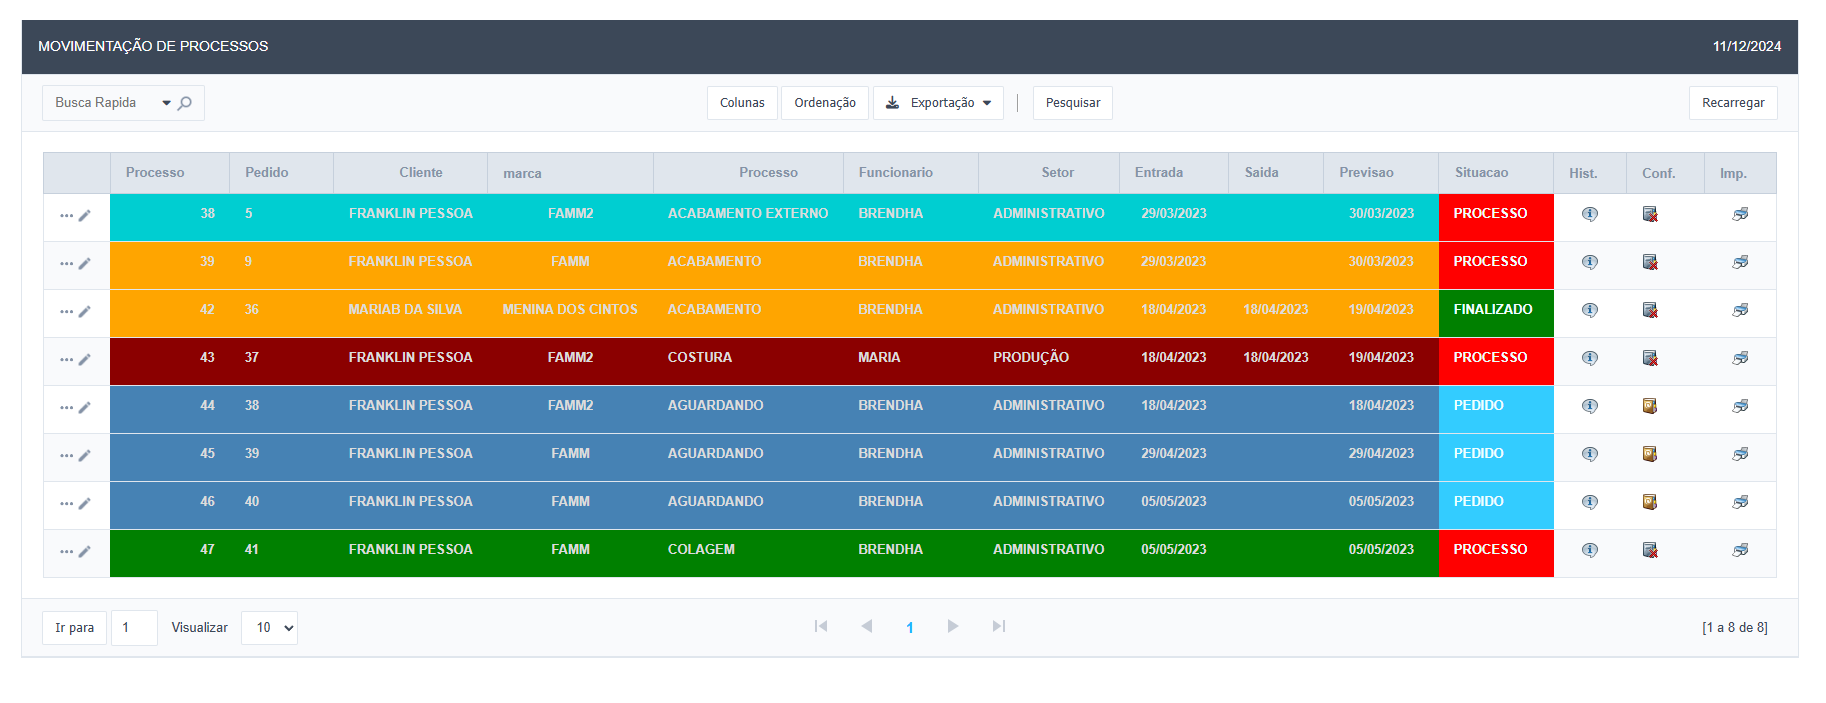 MOVIMENTAÇÃO DE PROCESSOS 11/12/2024
Busca Rapida Colunas Ordenação Exportação Pesquisar Recarregar
Processo Pedido Cliente marca Processo Funcionario Setor Entrada Saida Previsao Situacao Hist. Conf. Imp.
38 5 FRANKLIN PESSOA FAMM2 ACABAMENTO EXTERNO BRENDHA ADMINISTRATIVO 29/03/2023 30/03/2023 PROCESSO
39 9 FRANKLIN PESSOA FAMM ACABAMENTO BRENDHA ADMINISTRATIVO 29/03/2023 30/03/2023 PROCESSO
42 36 MARIAB DA SILVA MENINA DOS CINTOS ACABAMENTO BRENDHA ADMINISTRATIVO 18/04/2023 18/04/2023 19/04/2023 FINALIZADO
43 37 FRANKLIN PESSOA FAMM2 COSTURA MARIA PRODUÇÃO 18/04/2023 18/04/2023 19/04/2023 PROCESSO
44 38 FRANKLIN PESSOA FAMM2 AGUARDANDO BRENDHA ADMINISTRATIVO 18/04/2023 18/04/2023 PEDIDO
45 39 FRANKLIN PESSOA FAMM AGUARDANDO BRENDHA ADMINISTRATIVO 29/04/2023 29/04/2023 PEDIDO
46 40 FRANKLIN PESSOA FAMM AGUARDANDO BRENDHA ADMINISTRATIVO 05/05/2023 05/05/2023 PEDIDO
47 41 FRANKLIN PESSOA FAMM COLAGEM BRENDHA ADMINISTRATIVO 05/05/2023 05/05/2023 PROCESSO
Ir para 1 Visualizar 10 1 [1 a 8 de 8]